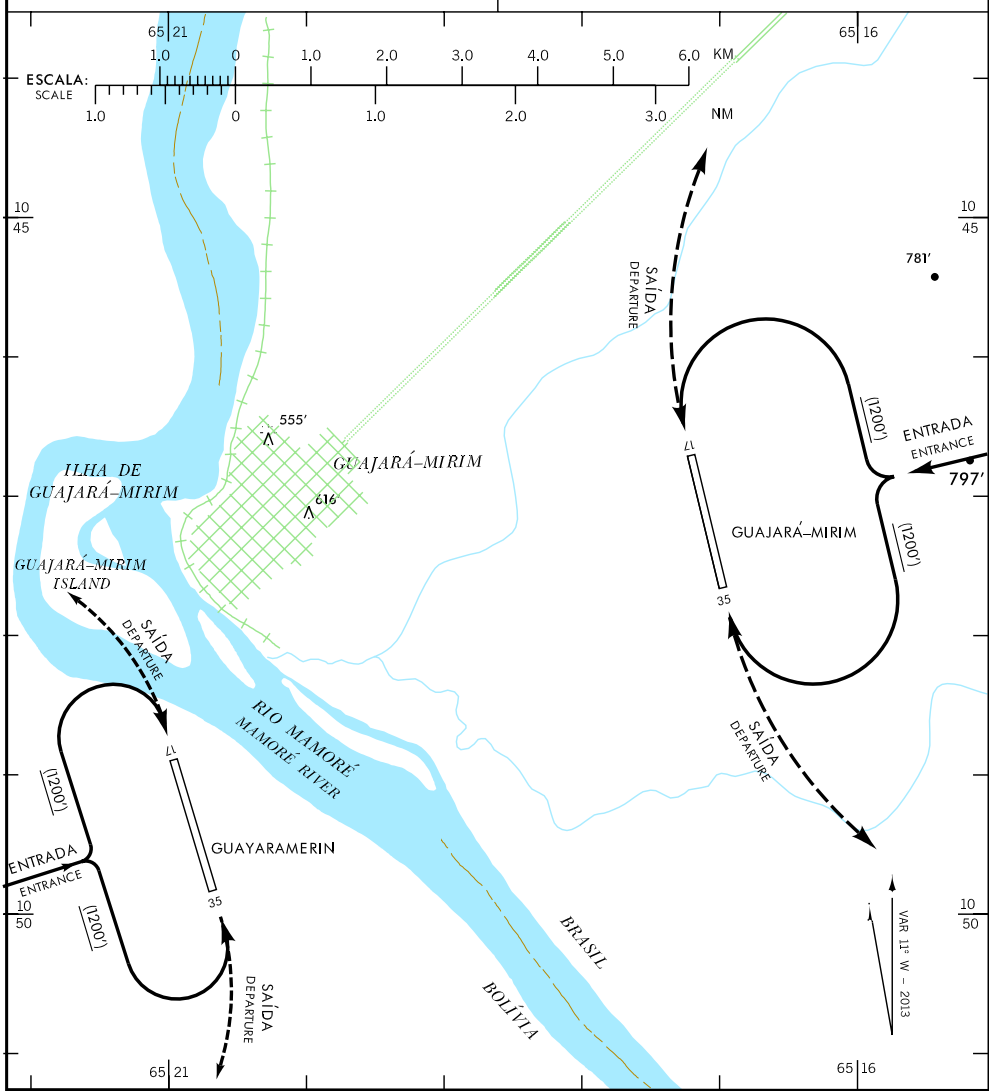 65 21
65 16
1.0 0 1.0 2.0 3.0 4.0 5.0 6.0 KM
ESCALA:
SCALE
1.0 0 1.0 2.0 3.0 NM
10
45
10
45
781'
SAÍDA
DEPARTURE
555'
(1200')
ENTRADA
ENTRANCE
797'
17
GUAJARÁ-MIRIM
ILHA DE
GUAJARÁ-MIRIM
616'
(1200')
GUAJARÁ-MIRIM
GUAJARÁ-MIRIM
ISLAND
35
SAÍDA
DEPARTURE
RIO MAMORÉ
MAMORÉ RIVER
SAÍDA
DEPARTURE
17
(1200')
GUAYARAMERIN
ENTRADA
ENTRANCE
35
10
50
10
50
(1200')
BRASIL
BOLÍVIA
VAR 11° W - 2013
SAÍDA
DEPARTURE
65 21
65 16